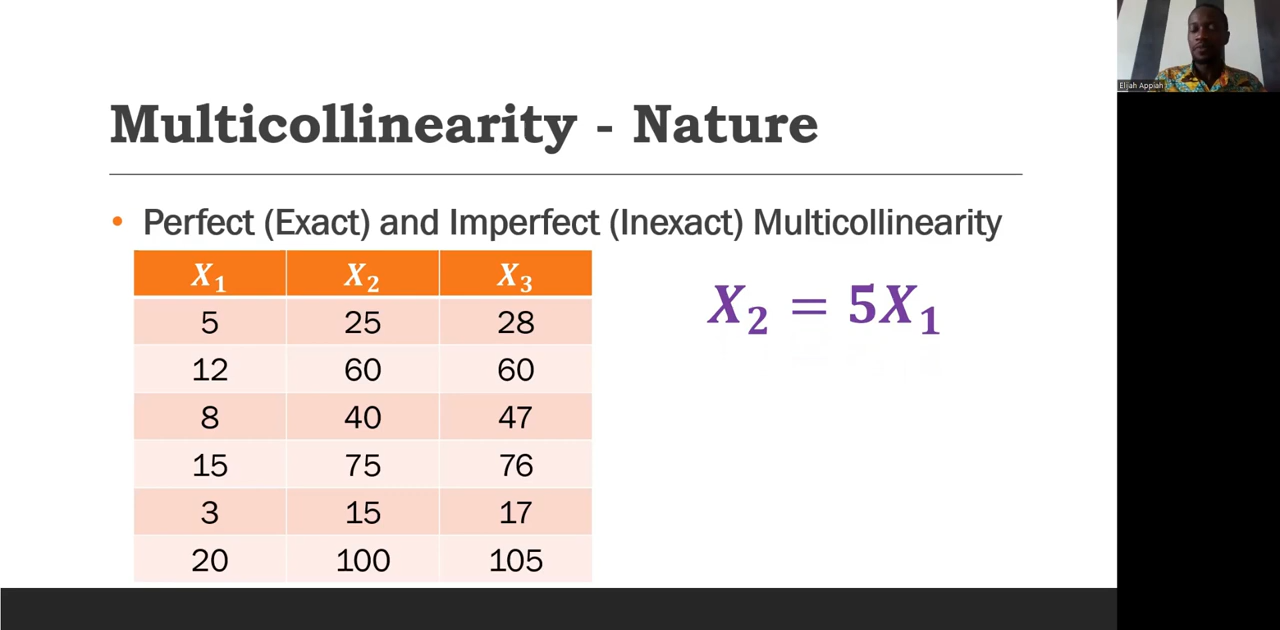 Elijah Appiah
Multicollinearity - Nature
• Perfect (Exact) and Imperfect (Inexact) Multicollinearity
X₁ X₂ X₃
5 25 28
12 60 60
8 40 47
15 75 76
3 15 17
20 100 105
X₂ = 5X₁